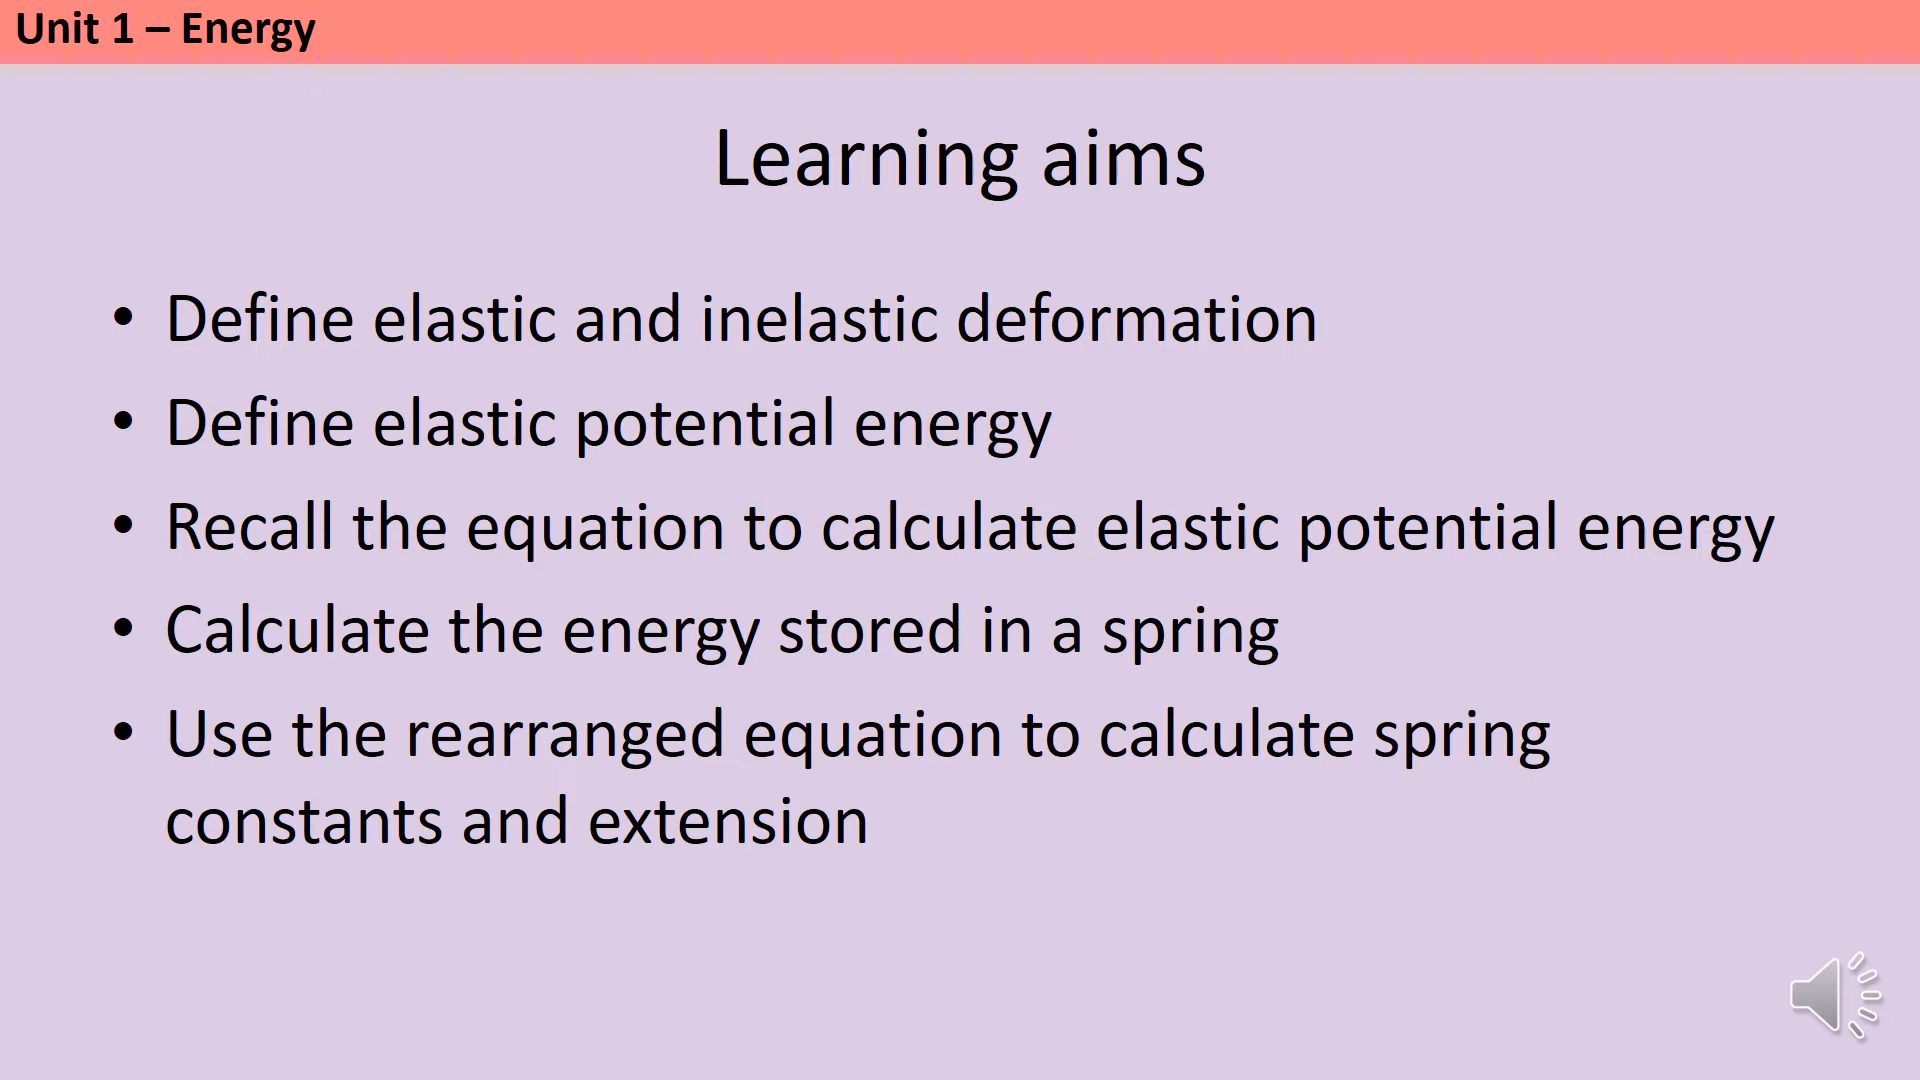 Unit 1 – Energy
Learning aims
• Define elastic and inelastic deformation
• Define elastic potential energy
• Recall the equation to calculate elastic potential energy
• Calculate the energy stored in a spring
• Use the rearranged equation to calculate spring
constants and extension